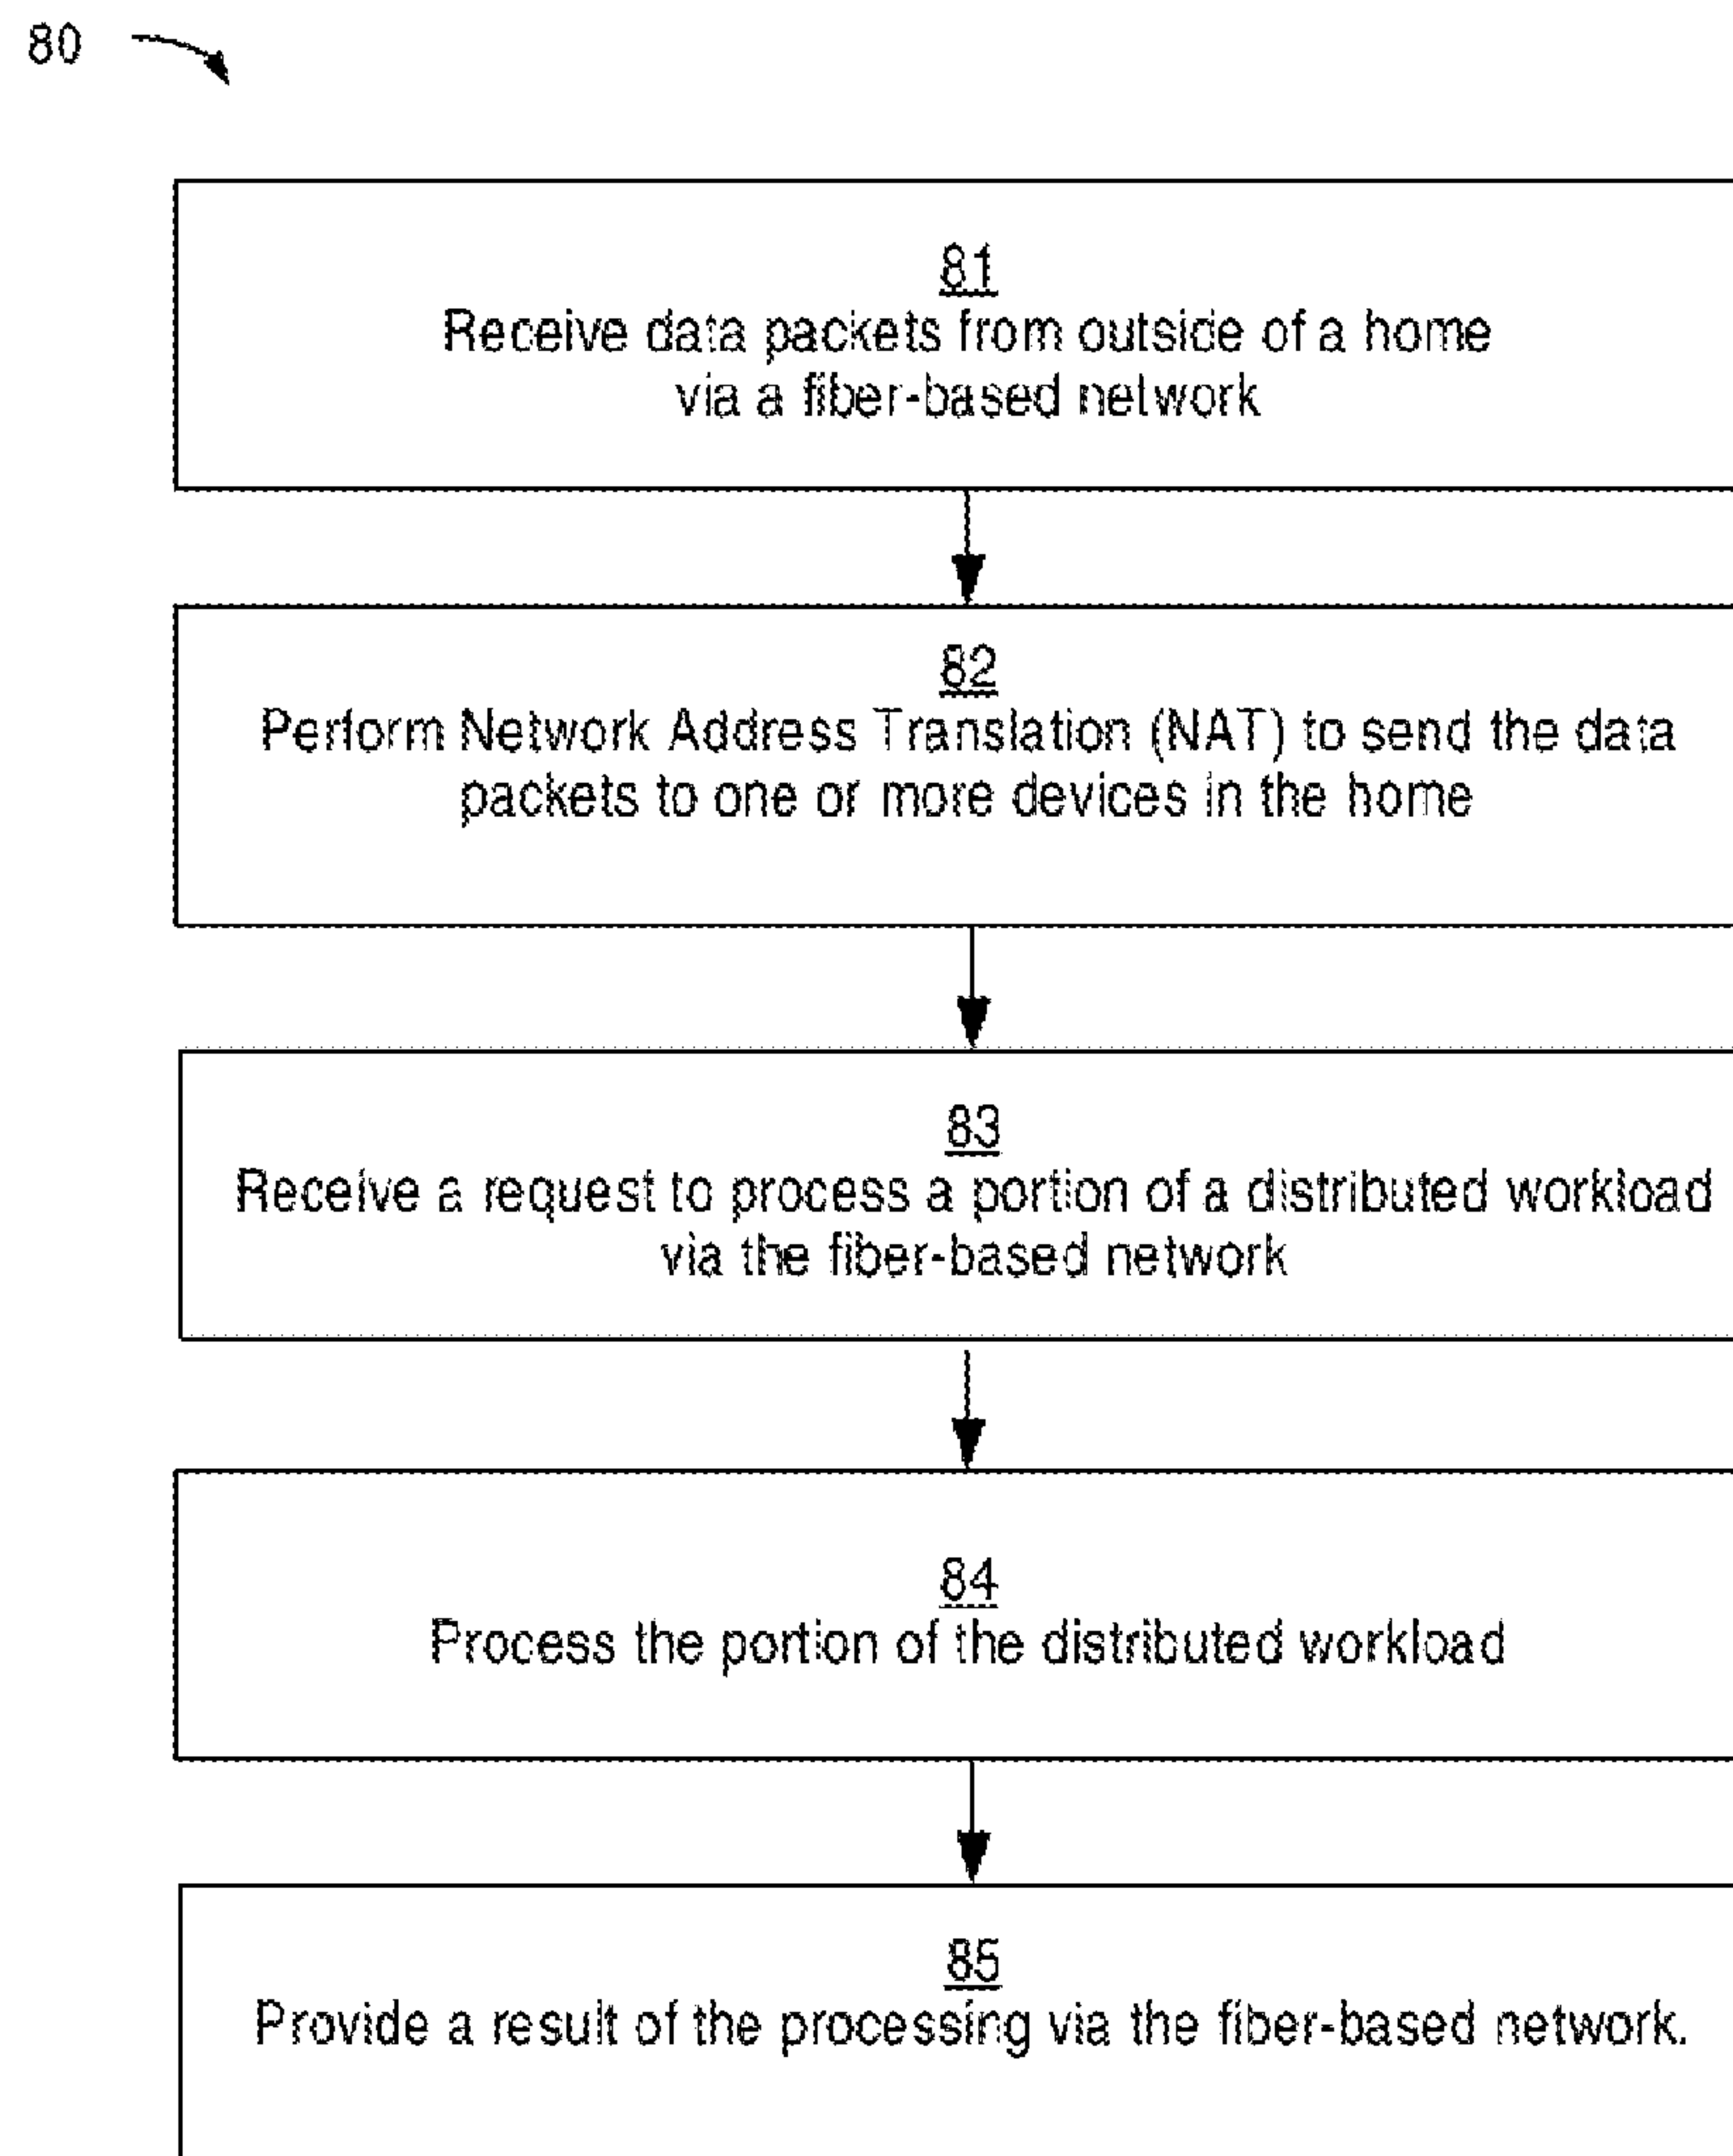 80
81
Receive data packets from outside of a home
via a fiber-based network
82
Perform Network Address Translation (NAT) to send the data
packets to one or more devices in the home
83
Receive a request to process a portion of a distributed workload
via the fiber-based network
84
Process the portion of the distributed workload
85
Provide a result of the processing via the fiber-based network.